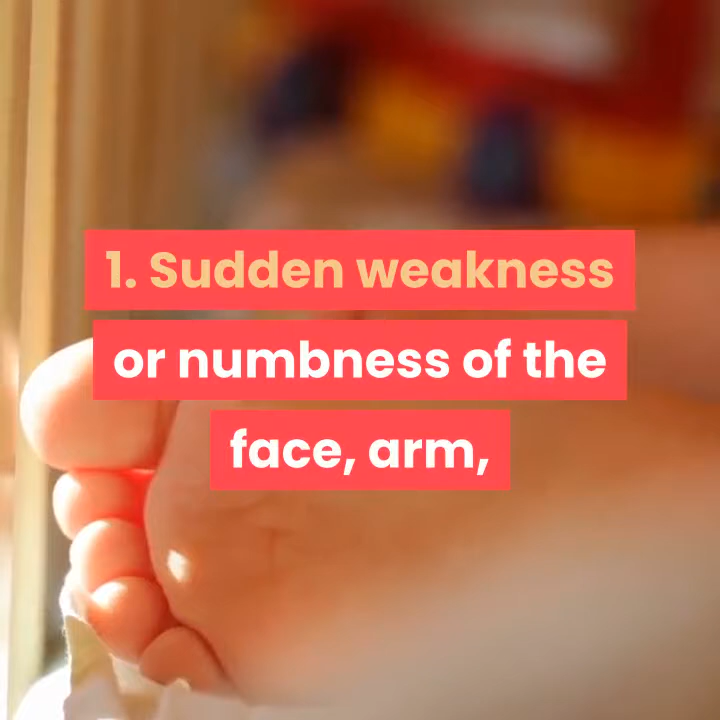 1. Sudden weakness
or numbness of the
face, arm,